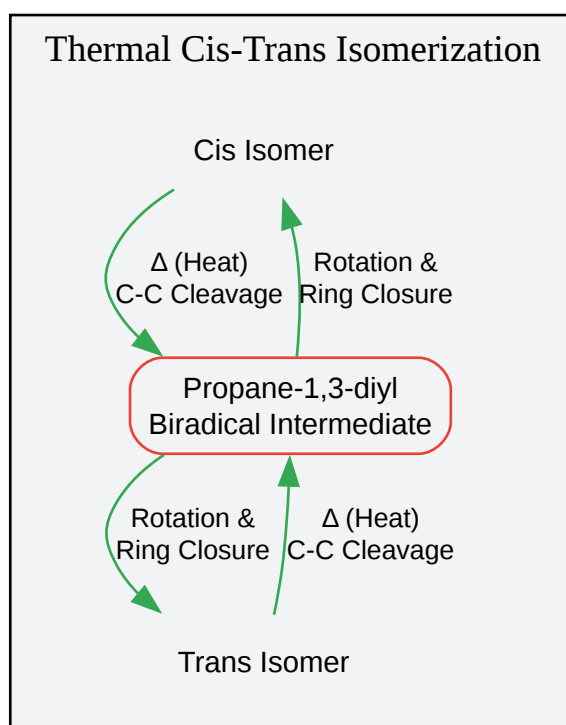 Thermal Cis-Trans Isomerization
Cis Isomer
Δ (Heat)
C-C Cleavage
Rotation &
Ring Closure
Propane-1,3-diyl
Biradical Intermediate
Rotation &
Ring Closure
Δ (Heat)
C-C Cleavage
Trans Isomer